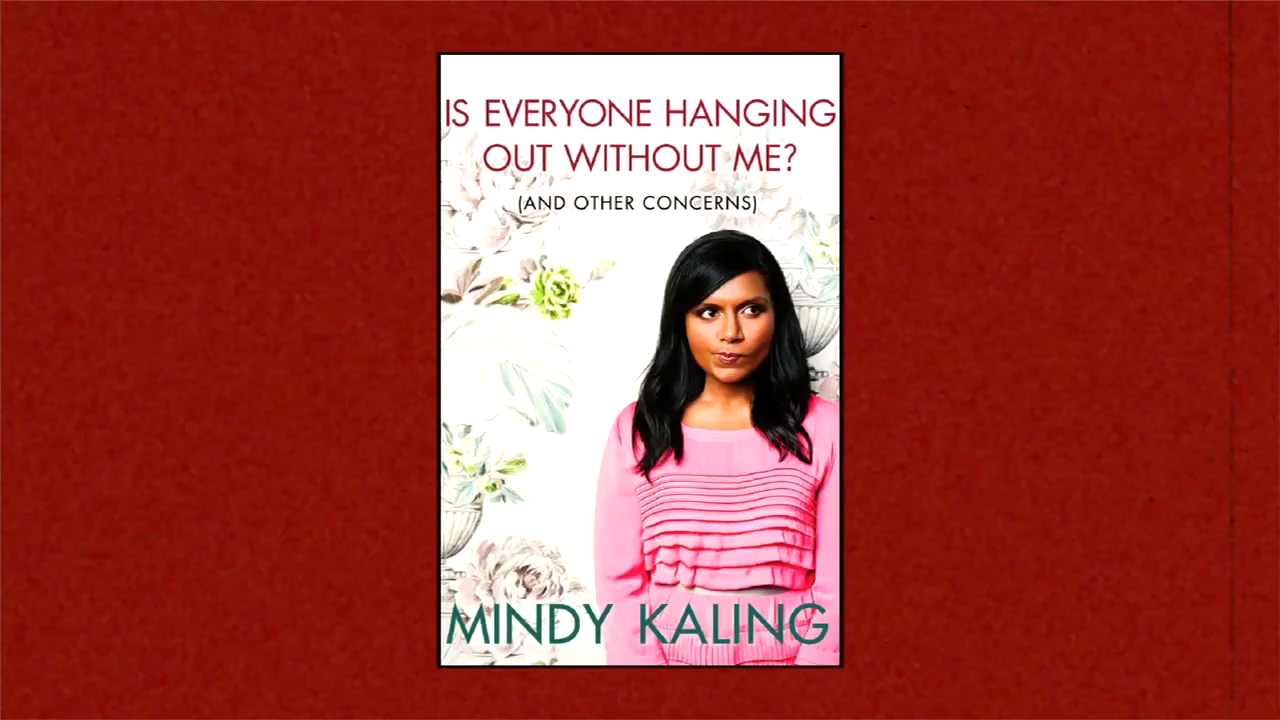 IS EVERYONE HANGING
OUT WITHOUT ME?
(AND OTHER CONCERNS)
MINDY KALING